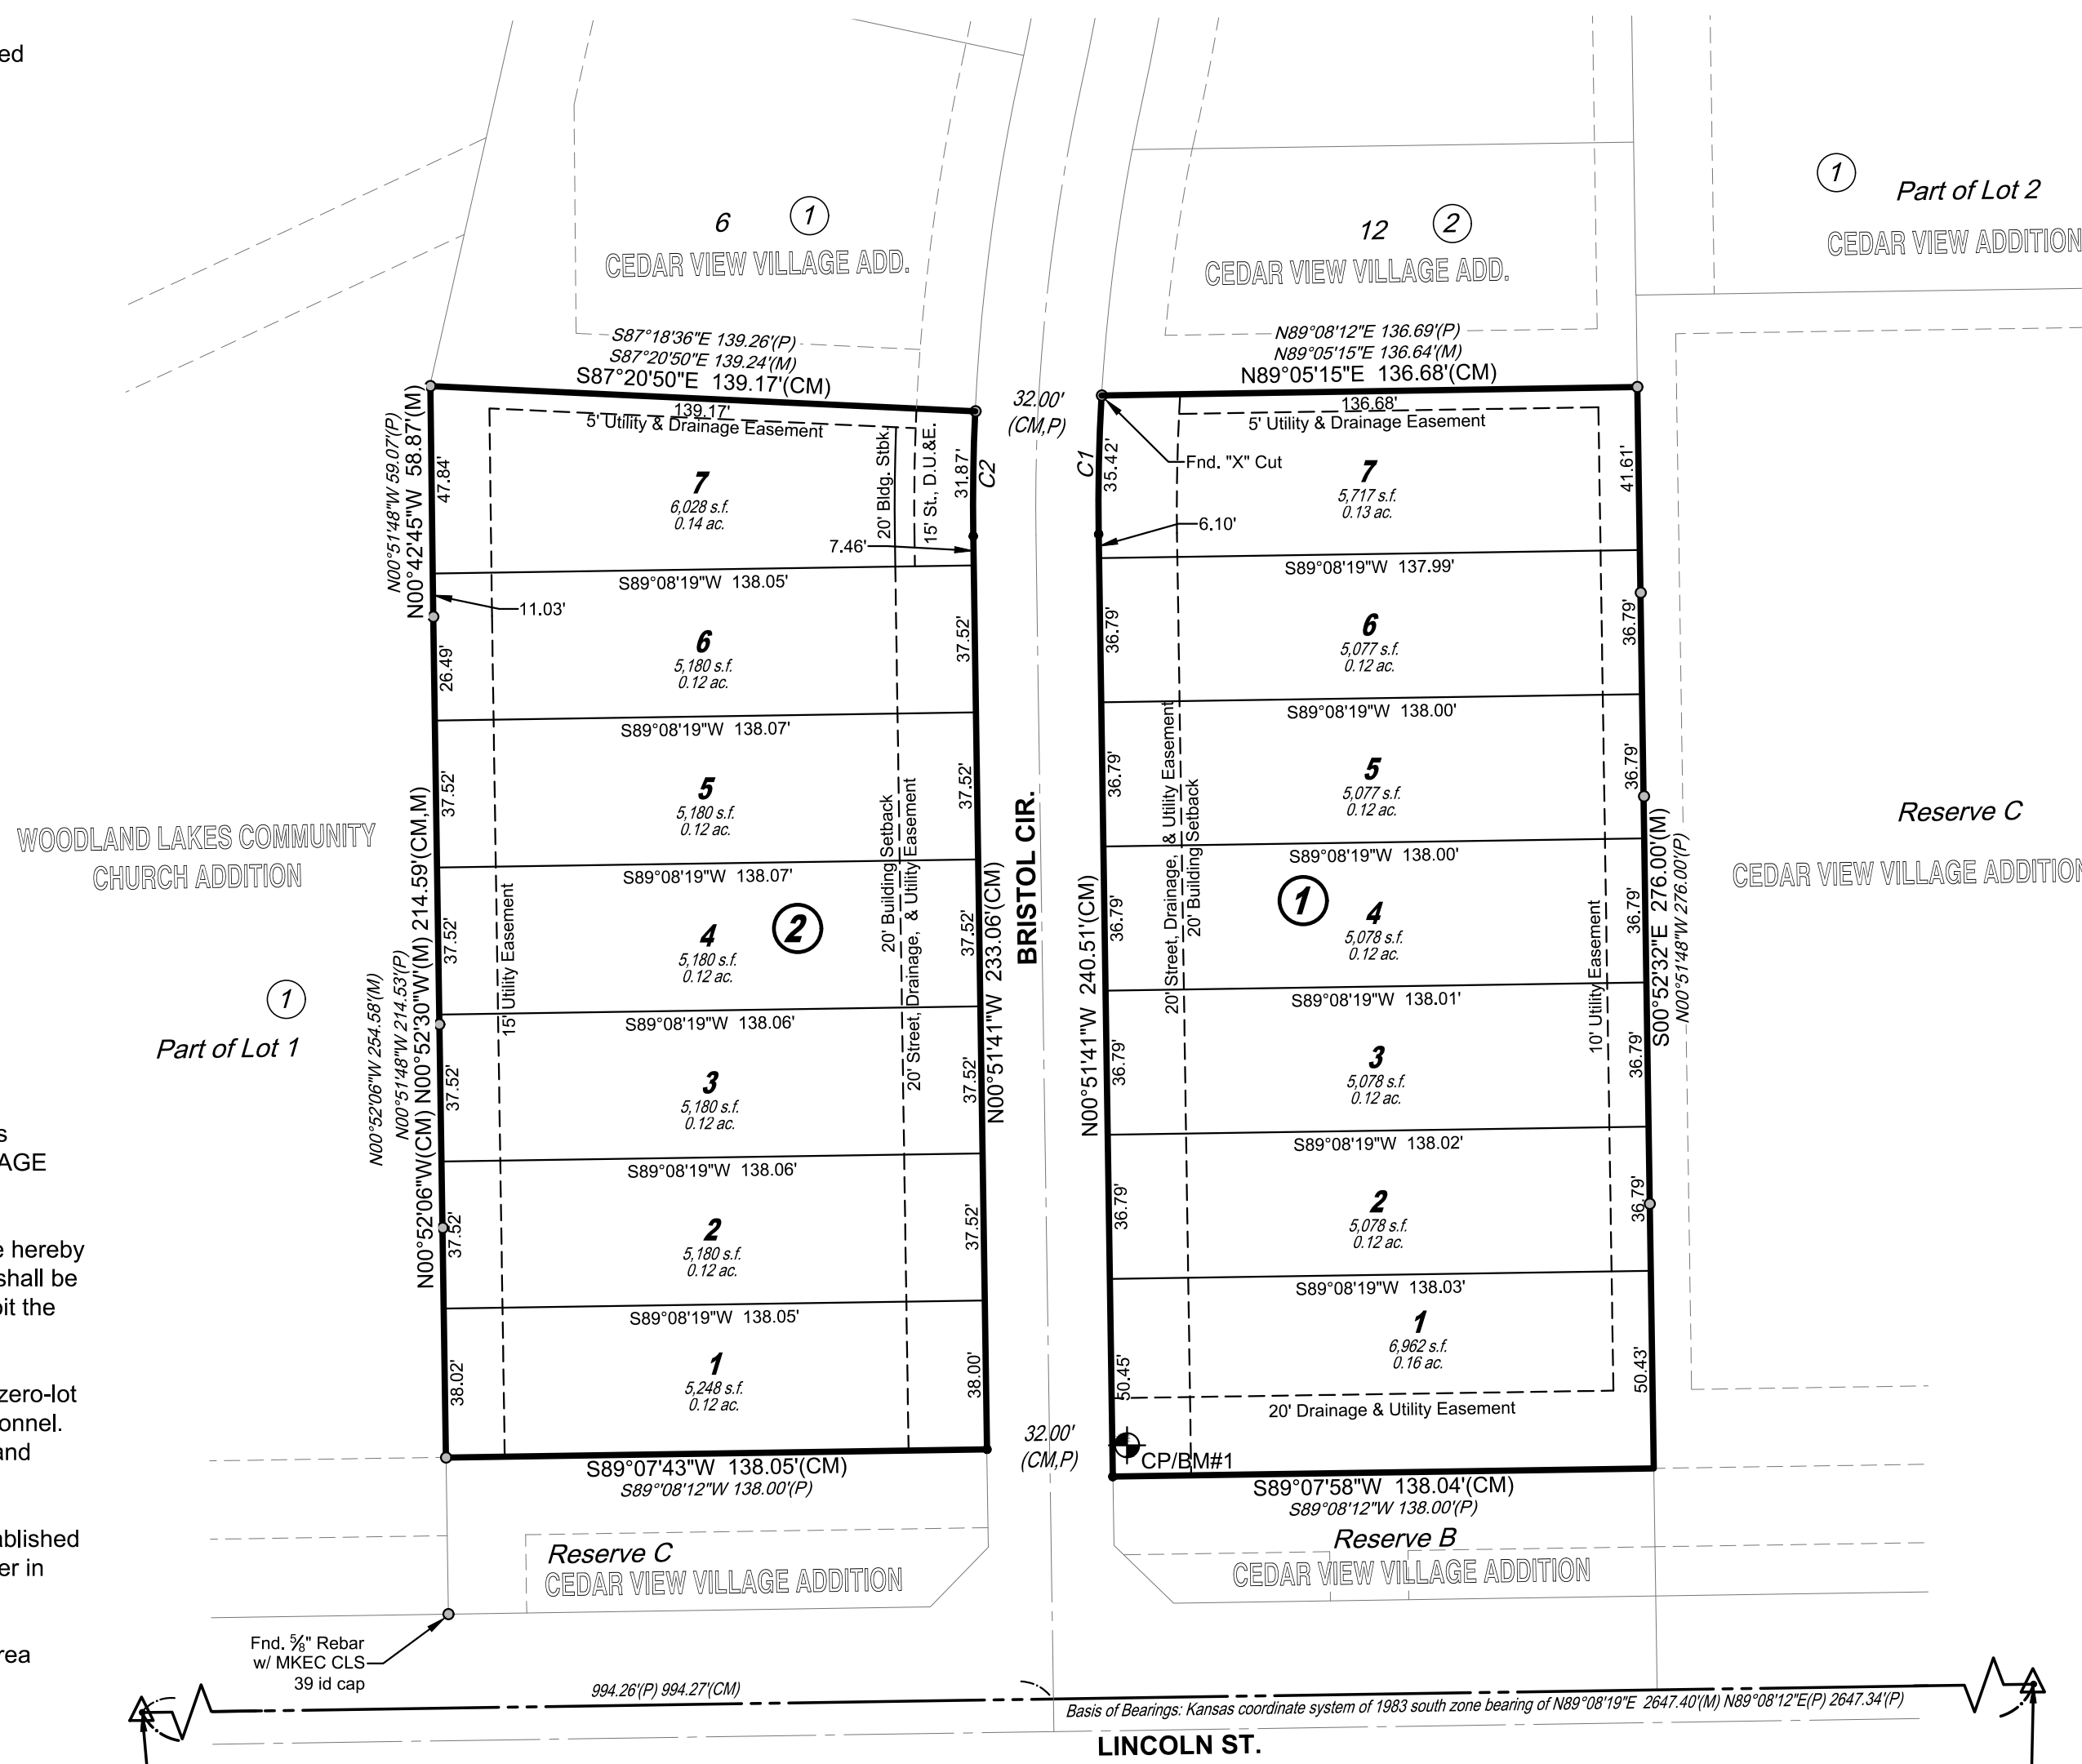 ed
s
AGE
e hereby
shall be
bit the
zero-lot
onnel.
and
ablished
er in
rea
6
1
CEDAR VIEW VILLAGE ADD.
12
2
CEDAR VIEW VILLAGE ADD.
1
Part of Lot 2
CEDAR VIEW ADDITION
S87°18'36"E 139.26'(P)
S87°20'50"E 139.24'(M)
S87°20'50"E 139.17'(CM)
139.17'
5' Utility & Drainage Easement
N89°08'12"E 136.69'(P)
N89°05'15"E 136.64'(M)
N89°05'15"E 136.68'(CM)
136.68'
5' Utility & Drainage Easement
32.00'
(CM,P)
N00°51'48"W 59.07'(P)
N00°42'45"W 58.87'(M)
47.84'
7
6,028 s.f.
0.14 ac.
20' Bldg. Stbk.
15' St., D.U.&E.
31.87'
C2
7.46'
S89°08'19"W 138.05'
11.03'
26.49'
6
5,180 s.f.
0.12 ac.
37.52'
S89°08'19"W 138.07'
37.52'
5
5,180 s.f.
0.12 ac.
37.52'
S89°08'19"W 138.07'
37.52'
4
5,180 s.f.
0.12 ac.
2
37.52'
20' Building Setback
20' Street, Drainage, & Utility Easement
15' Utility Easement
S89°08'19"W 138.06'
37.52'
3
5,180 s.f.
0.12 ac.
37.52'
S89°08'19"W 138.06'
37.52'
2
5,180 s.f.
0.12 ac.
37.52'
S89°08'19"W 138.05'
38.02'
1
5,248 s.f.
0.12 ac.
38.00'
S89°07'43"W 138.05'(CM)
S89°'08'12"W 138.00'(P)
WOODLAND LAKES COMMUNITY
CHURCH ADDITION
1
Part of Lot 1
N00°52'06"W 254.58'(M)
N00°51'48"W 214.53'(P)
N00°52'06"W(CM) N00°52'30"W(M) 214.59'(CM,M)
N00°51'41"W 233.06'(CM)
BRISTOL CIR.
N00°51'41"W 240.51'(CM)
32.00'
(CM,P)
C1
35.42'
Fnd. "X" Cut
6.10'
7
5,717 s.f.
0.13 ac.
41.61'
S89°08'19"W 137.99'
36.79'
6
5,077 s.f.
0.12 ac.
36.79'
S89°08'19"W 138.00'
36.79'
5
5,077 s.f.
0.12 ac.
36.79'
20' Street, Drainage, & Utility Easement
20' Building Setback
S89°08'19"W 138.00'
36.79'
1
4
5,078 s.f.
0.12 ac.
36.79'
10' Utility Easement
S89°08'19"W 138.01'
36.79'
3
5,078 s.f.
0.12 ac.
36.79'
S89°08'19"W 138.02'
36.79'
2
5,078 s.f.
0.12 ac.
36.79'
S89°08'19"W 138.03'
50.45'
1
6,962 s.f.
0.16 ac.
50.43'
20' Drainage & Utility Easement
CP/BM#1
S89°07'58"W 138.04'(CM)
S89°08'12"W 138.00'(P)
S00°52'32"E 276.00'(M)
N00°51'48"W 276.00'(P)
Reserve C
CEDAR VIEW VILLAGE ADDITION
Reserve C
CEDAR VIEW VILLAGE ADDITION
Reserve B
CEDAR VIEW VILLAGE ADDITION
Fnd. ⅝" Rebar
w/ MKEC CLS
39 id cap
994.26'(P) 994.27'(CM)
Basis of Bearings: Kansas coordinate system of 1983 south zone bearing of N89°08'19"E 2647.40'(M) N89°08'12"E(P) 2647.34'(P)
LINCOLN ST.